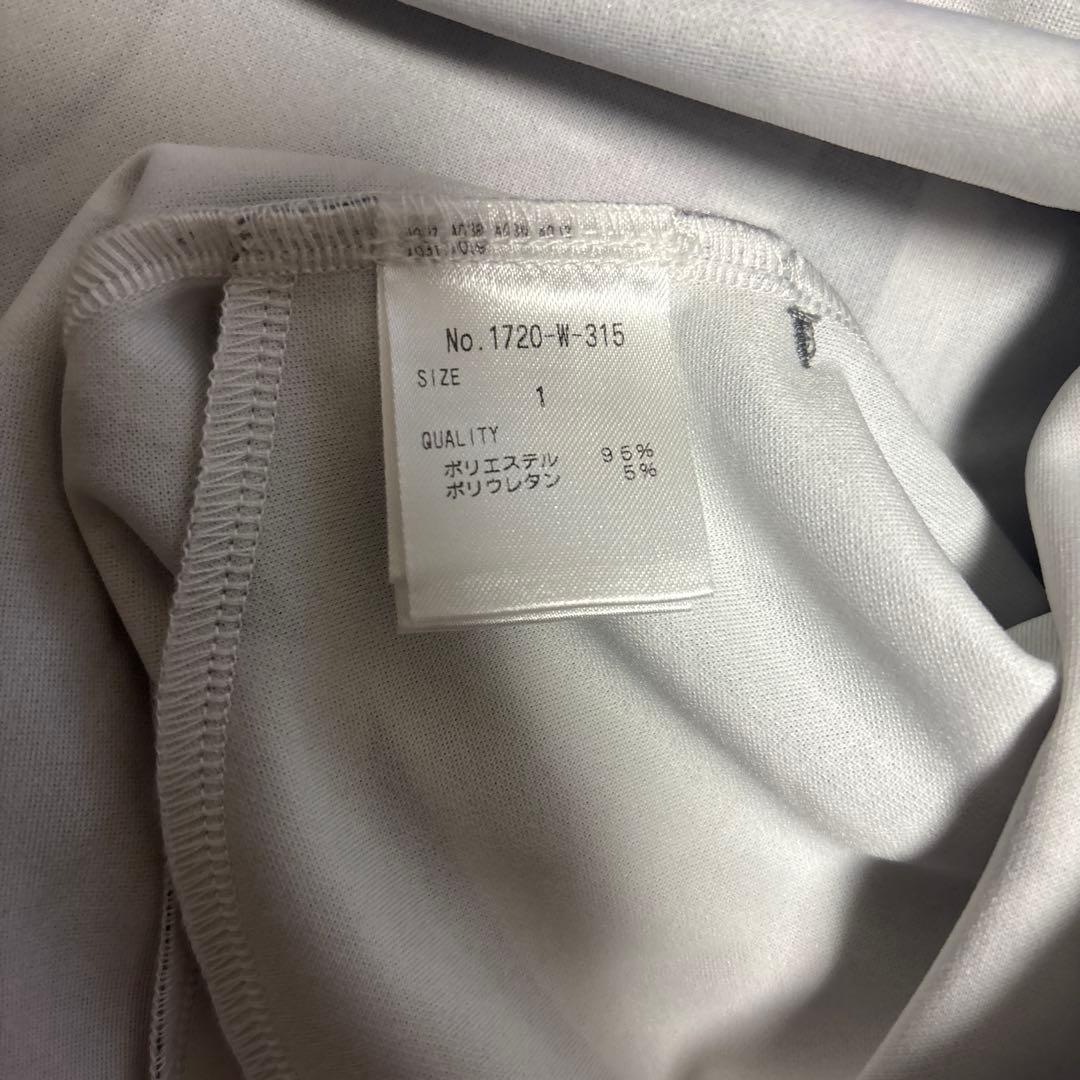 No.1720-W-315
SIZE
1
QUALITY
ポリエステル 95%
ポリウレタン 5%